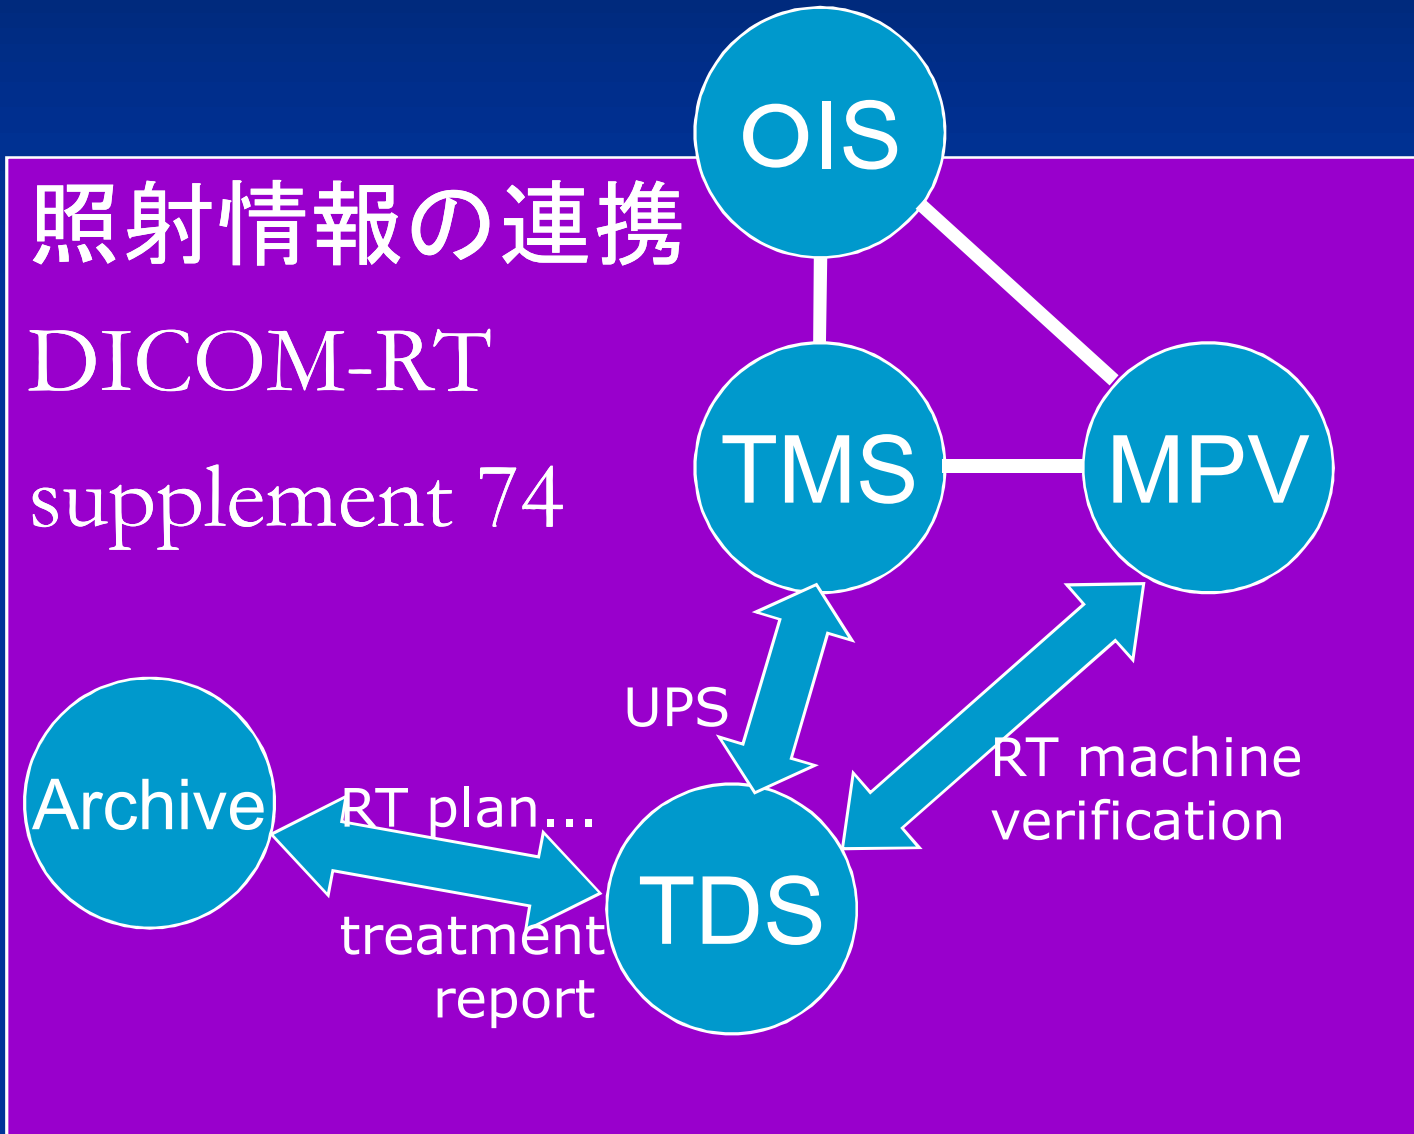 OIS
照射情報の連携
DICOM-RT
supplement 74
TMS
MPV
UPS
RT machine
verification
Archive
RT plan...
TDS
treatment
report